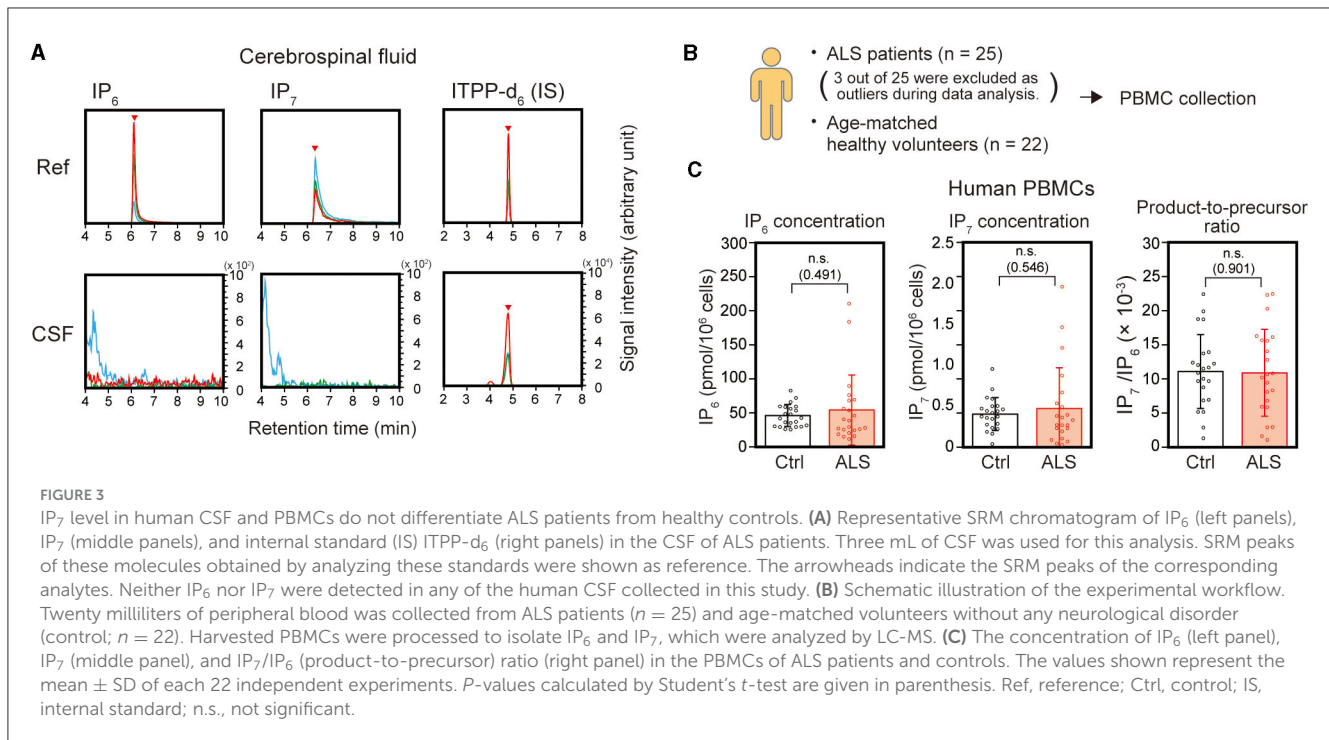 A
Cerebrospinal fluid
IP6
IP7
ITPP-d6 (IS)
Ref
4 5 6 7 8 9 10
4 5 6 7 8 9 10
2 3 4 5 6 7 8
(x 10²)
(x 10²)
(x 10⁴)
CSF
10
8
6
4
2
0
10
8
6
4
2
0
10
8
6
4
2
0
4 5 6 7 8 9 10
4 5 6 7 8 9 10
2 3 4 5 6 7 8
Signal intensity (arbitrary unit)
Retention time (min)
B
• ALS patients (n = 25)
( 3 out of 25 were excluded as
outliers during data analysis. )
→ PBMC collection
• Age-matched
healthy volunteers (n = 22)
C
Human PBMCs
IP6 concentration
300
250
200
150
100
50
0
IP6 (pmol/10⁶ cells)
n.s.
(0.491)
Ctrl ALS
IP7 concentration
2.5
2.0
1.5
1.0
0.5
0
IP7 (pmol/10⁶ cells)
n.s.
(0.546)
Ctrl ALS
Product-to-precursor
ratio
30
25
20
15
10
5
0
IP7 /IP6 (× 10⁻³)
n.s.
(0.901)
Ctrl ALS
FIGURE 3
IP7 level in human CSF and PBMCs do not differentiate ALS patients from healthy controls. (A) Representative SRM chromatogram of IP6 (left panels),
IP7 (middle panels), and internal standard (IS) ITPP-d6 (right panels) in the CSF of ALS patients. Three mL of CSF was used for this analysis. SRM peaks
of these molecules obtained by analyzing these standards were shown as reference. The arrowheads indicate the SRM peaks of the corresponding
analytes. Neither IP6 nor IP7 were detected in any of the human CSF collected in this study. (B) Schematic illustration of the experimental workflow.
Twenty milliliters of peripheral blood was collected from ALS patients (n = 25) and age-matched volunteers without any neurological disorder
(control; n = 22). Harvested PBMCs were processed to isolate IP6 and IP7, which were analyzed by LC-MS. (C) The concentration of IP6 (left panel),
IP7 (middle panel), and IP7/IP6 (product-to-precursor) ratio (right panel) in the PBMCs of ALS patients and controls. The values shown represent the
mean ± SD of each 22 independent experiments. P-values calculated by Student's t-test are given in parenthesis. Ref, reference; Ctrl, control; IS,
internal standard; n.s., not significant.